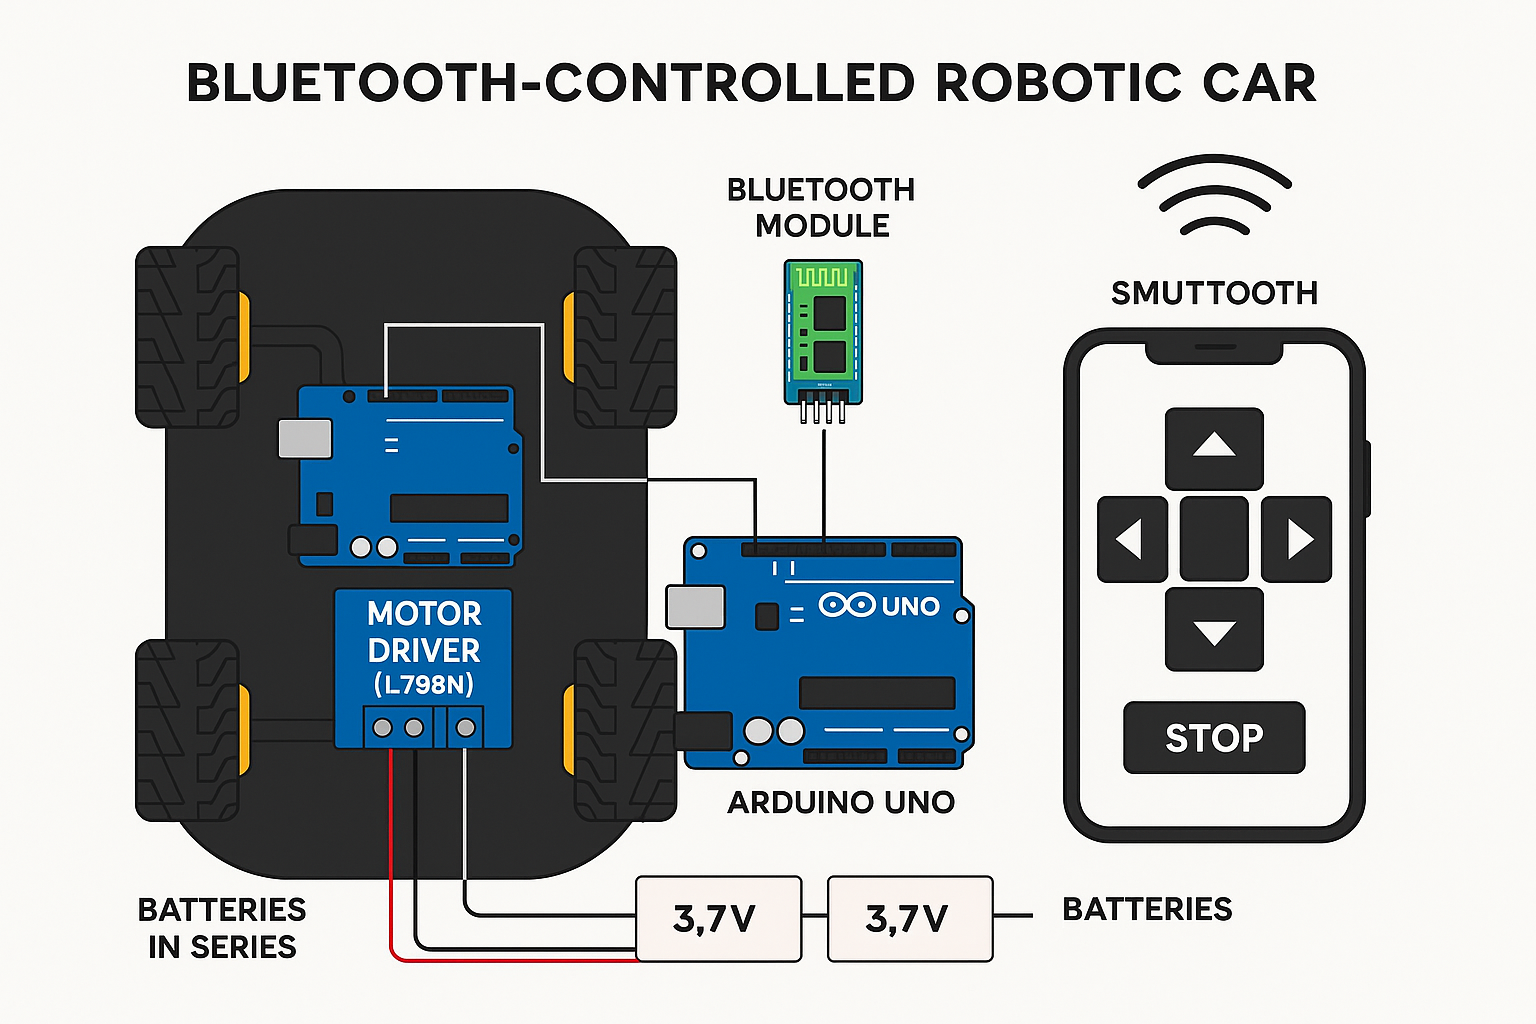 BLUETOOTH-CONTROLLED ROBOTIC CAR
BLUETOOTH
MODULE
SMUTTOOTH
MOTOR
DRIVER
(L798N)
UNO
ARDUINO UNO
STOP
BATTERIES
IN SERIES
3,7V
3,7V
BATTERIES